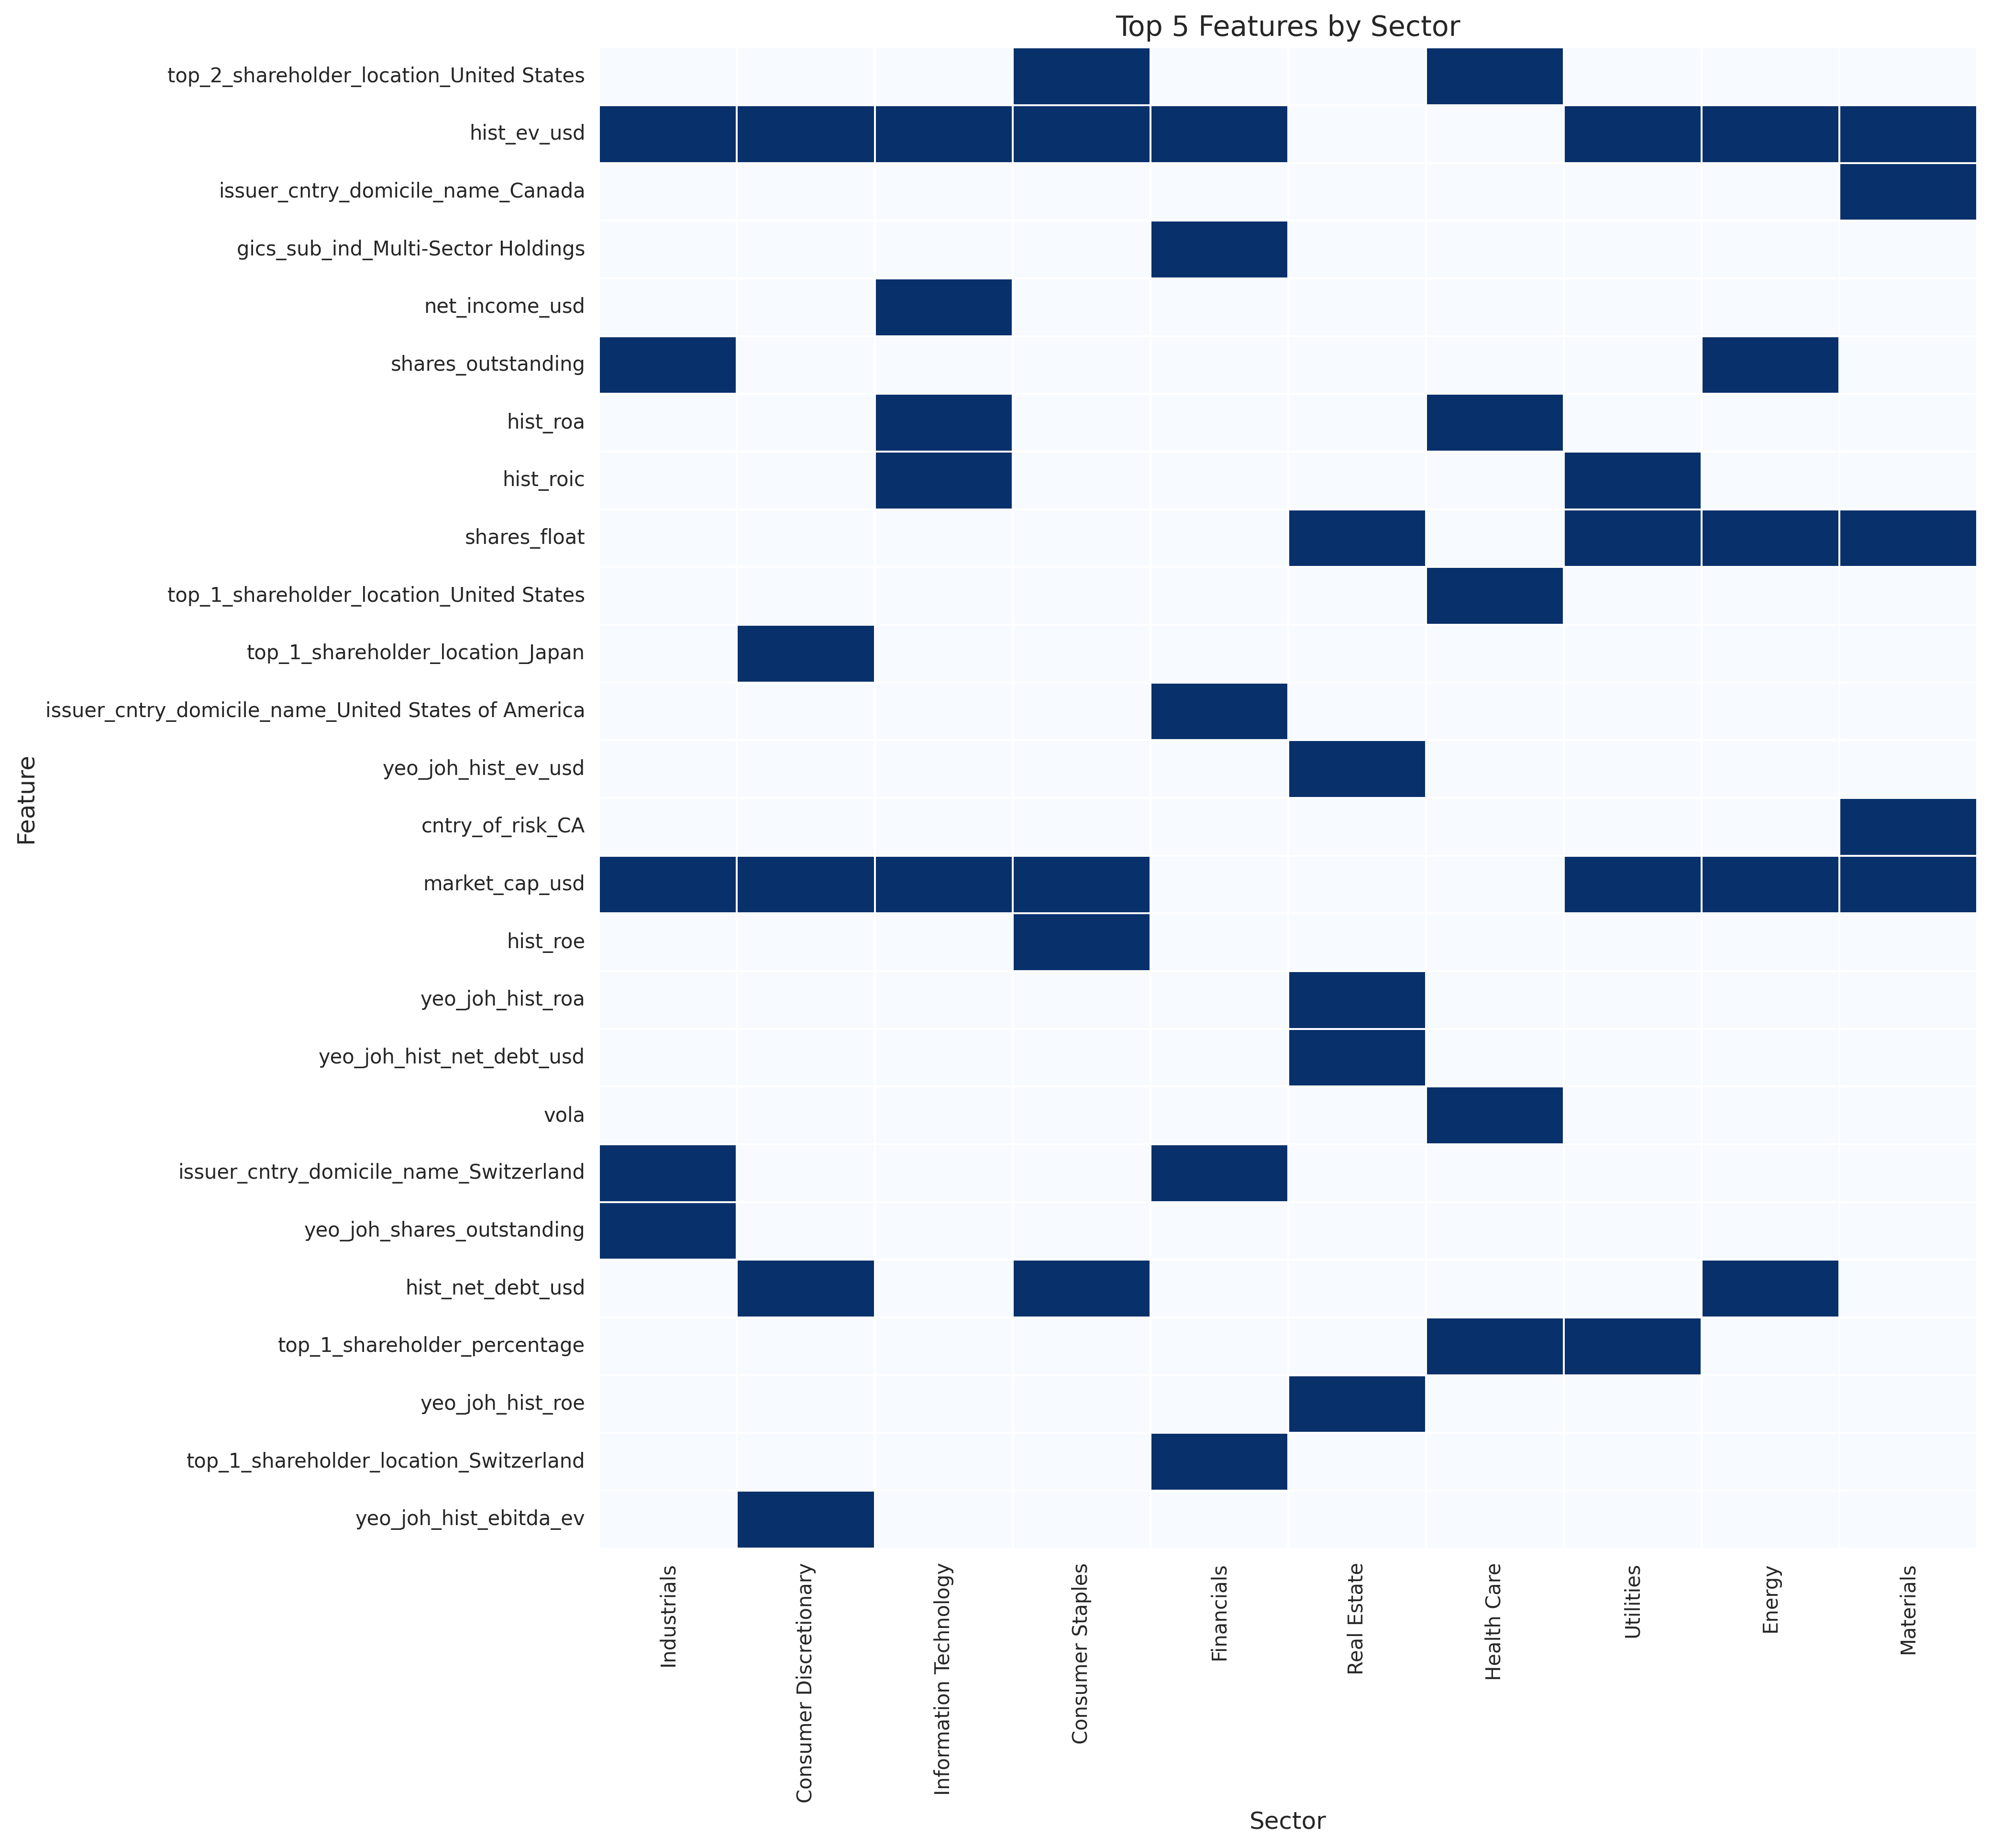 Top 5 Features by Sector
top_2_shareholder_location_United States
hist_ev_usd
issuer_cntry_domicile_name_Canada
gics_sub_ind_Multi-Sector Holdings
net_income_usd
shares_outstanding
hist_roa
hist_roic
shares_float
top_1_shareholder_location_United States
top_1_shareholder_location_Japan
issuer_cntry_domicile_name_United States of America
yeo_joh_hist_ev_usd
cntry_of_risk_CA
market_cap_usd
hist_roe
yeo_joh_hist_roa
yeo_joh_hist_net_debt_usd
vola
issuer_cntry_domicile_name_Switzerland
yeo_joh_shares_outstanding
hist_net_debt_usd
top_1_shareholder_percentage
yeo_joh_hist_roe
top_1_shareholder_location_Switzerland
yeo_joh_hist_ebitda_ev
Feature
Industrials
Consumer Discretionary
Information Technology
Consumer Staples
Financials
Real Estate
Health Care
Utilities
Energy
Materials
Sector